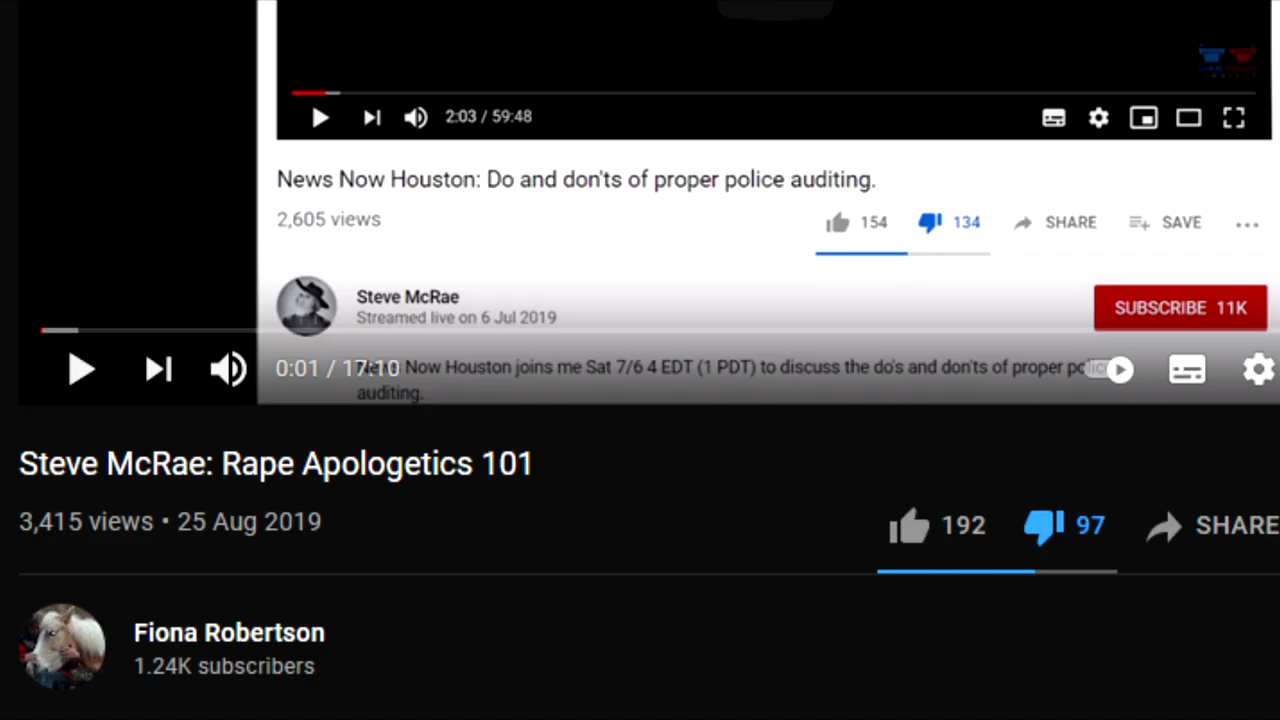 2:03 / 59:48
News Now Houston: Do and don'ts of proper police auditing.
2,605 views
154
134
SHARE
SAVE
Steve McRae
Streamed live on 6 Jul 2019
SUBSCRIBE 11K
0:01 / 17:10
News Now Houston joins me Sat 7/6 4 EDT (1 PDT) to discuss the do's and don'ts of proper police
auditing.
Steve McRae: Rape Apologetics 101
3,415 views • 25 Aug 2019
192
97
SHARE
Fiona Robertson
1.24K subscribers